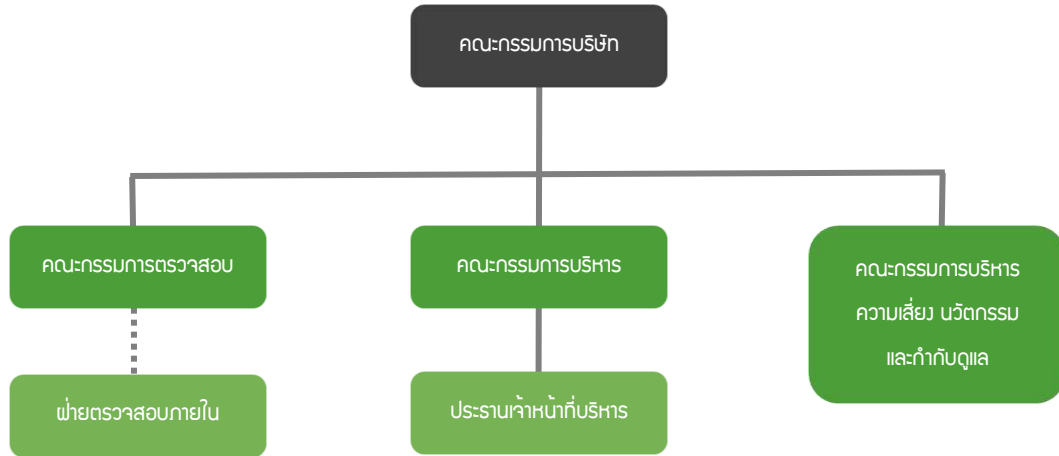 คณะกรรมการบริษัท
คณะกรรมการตรวจสอบ
คณะกรรมการบริหาร
คณะกรรมการบริหาร
ความเสี่ยง นวัตกรรม
และกำกับดูแล
ฝ่ายตรวจสอบภายใน
ประธานเจ้าหน้าที่บริหาร